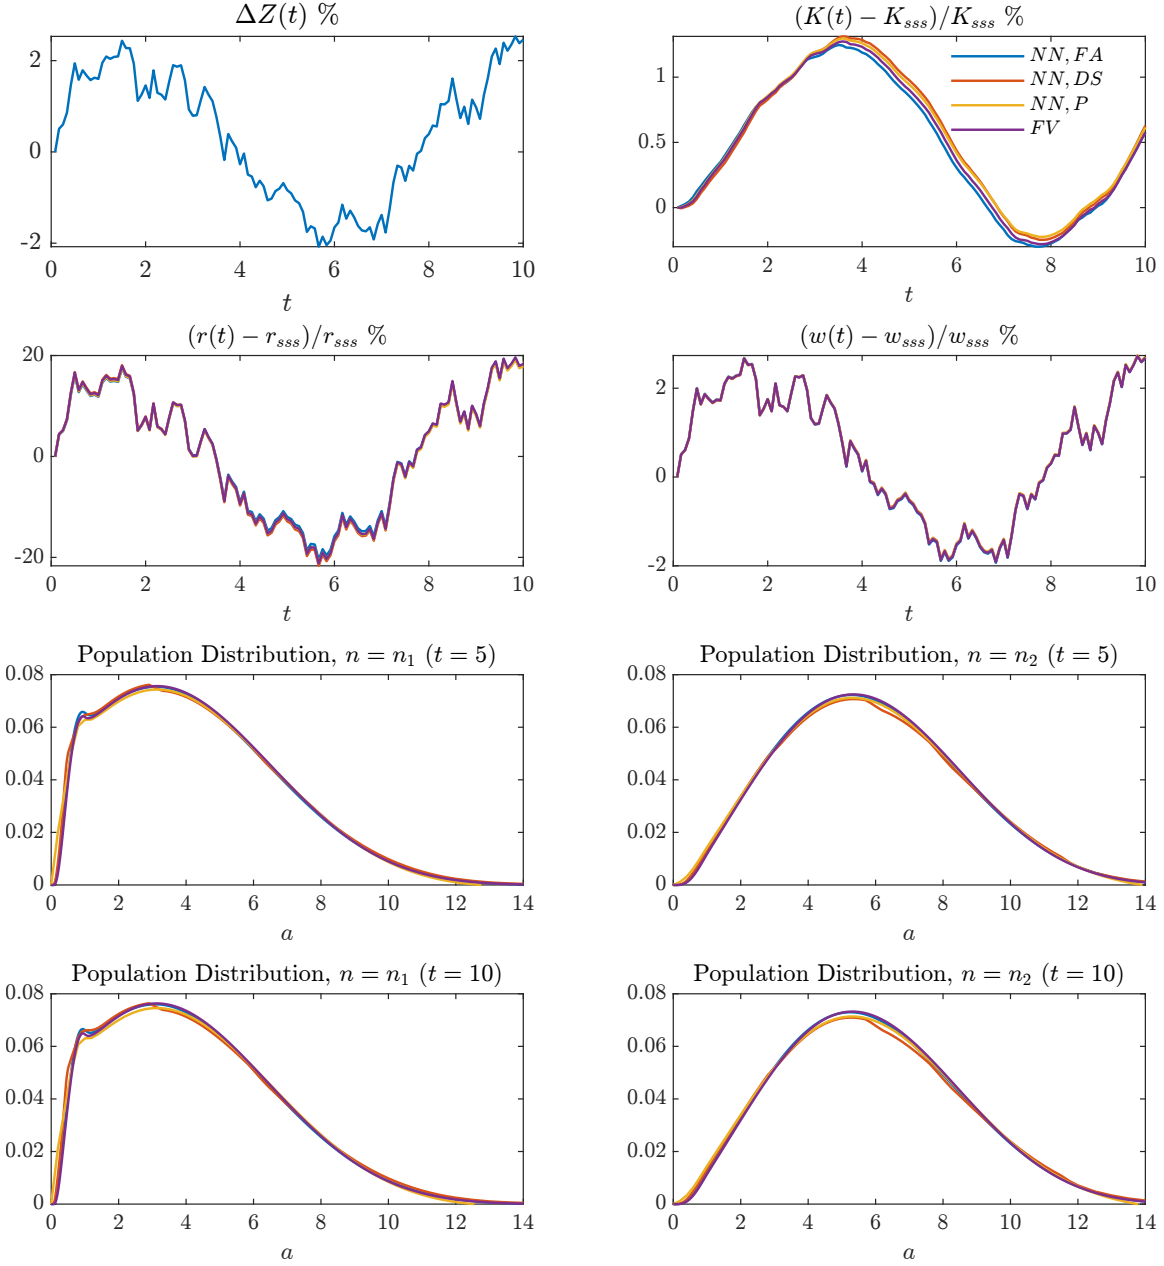 ΔZ(t) %
2
0
-2
0 2 4 6 8 10
t
(K(t) − K_sss)/K_sss %
1
0.5
0
0 2 4 6 8 10
t
NN, FA
NN, DS
NN, P
FV
(r(t) − r_sss)/r_sss %
20
0
-20
0 2 4 6 8 10
t
(w(t) − w_sss)/w_sss %
2
0
-2
0 2 4 6 8 10
t
Population Distribution, n = n₁ (t = 5)
0.08
0.06
0.04
0.02
0
0 2 4 6 8 10 12 14
a
Population Distribution, n = n₂ (t = 5)
0.08
0.06
0.04
0.02
0
0 2 4 6 8 10 12 14
a
Population Distribution, n = n₁ (t = 10)
0.08
0.06
0.04
0.02
0
0 2 4 6 8 10 12 14
a
Population Distribution, n = n₂ (t = 10)
0.08
0.06
0.04
0.02
0
0 2 4 6 8 10 12 14
a